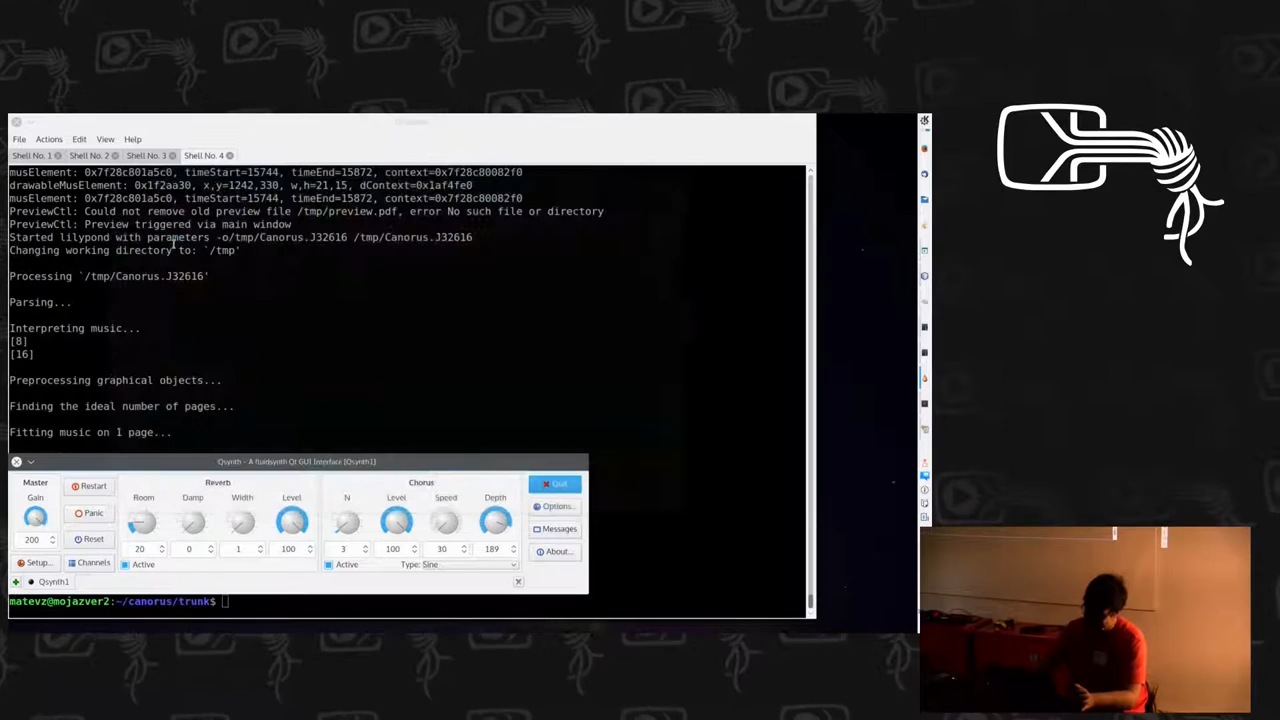 File Actions Edit View Help
Shell No. 1 Shell No. 2 Shell No. 3 Shell No. 4
musElement: 0x7f28c801a5c0, timeStart=15744, timeEnd=15872, context=0x7f28c80082f0
drawableMusElement: 0x1f2aa30, x,y=1242,330, w,h=21,15, dContext=0x1af4fe0
musElement: 0x7f28c801a5c0, timeStart=15744, timeEnd=15872, context=0x7f28c80082f0
PreviewCtl: Could not remove old preview file /tmp/preview.pdf, error No such file or directory
PreviewCtl: Preview triggered via main window
Started lilypond with parameters -o/tmp/Canorus.J32616 /tmp/Canorus.J32616
Changing working directory to: `/tmp'
Processing `/tmp/Canorus.J32616'
Parsing...
Interpreting music...
[8]
[16]
Preprocessing graphical objects...
Finding the ideal number of pages...
Fitting music on 1 page...
Qsynth - A fluidsynth Qt GUI Interface [Qsynth1]
Master Reverb Chorus Quit
Gain Restart Room Damp Width Level N Level Speed Depth Options...
Panic Messages
200 Reset 20 0 1 100 3 100 30 189 About...
Setup... Channels Active Active Type: Sine
Qsynth1
matevz@mojazver2:~/canorus/trunk$